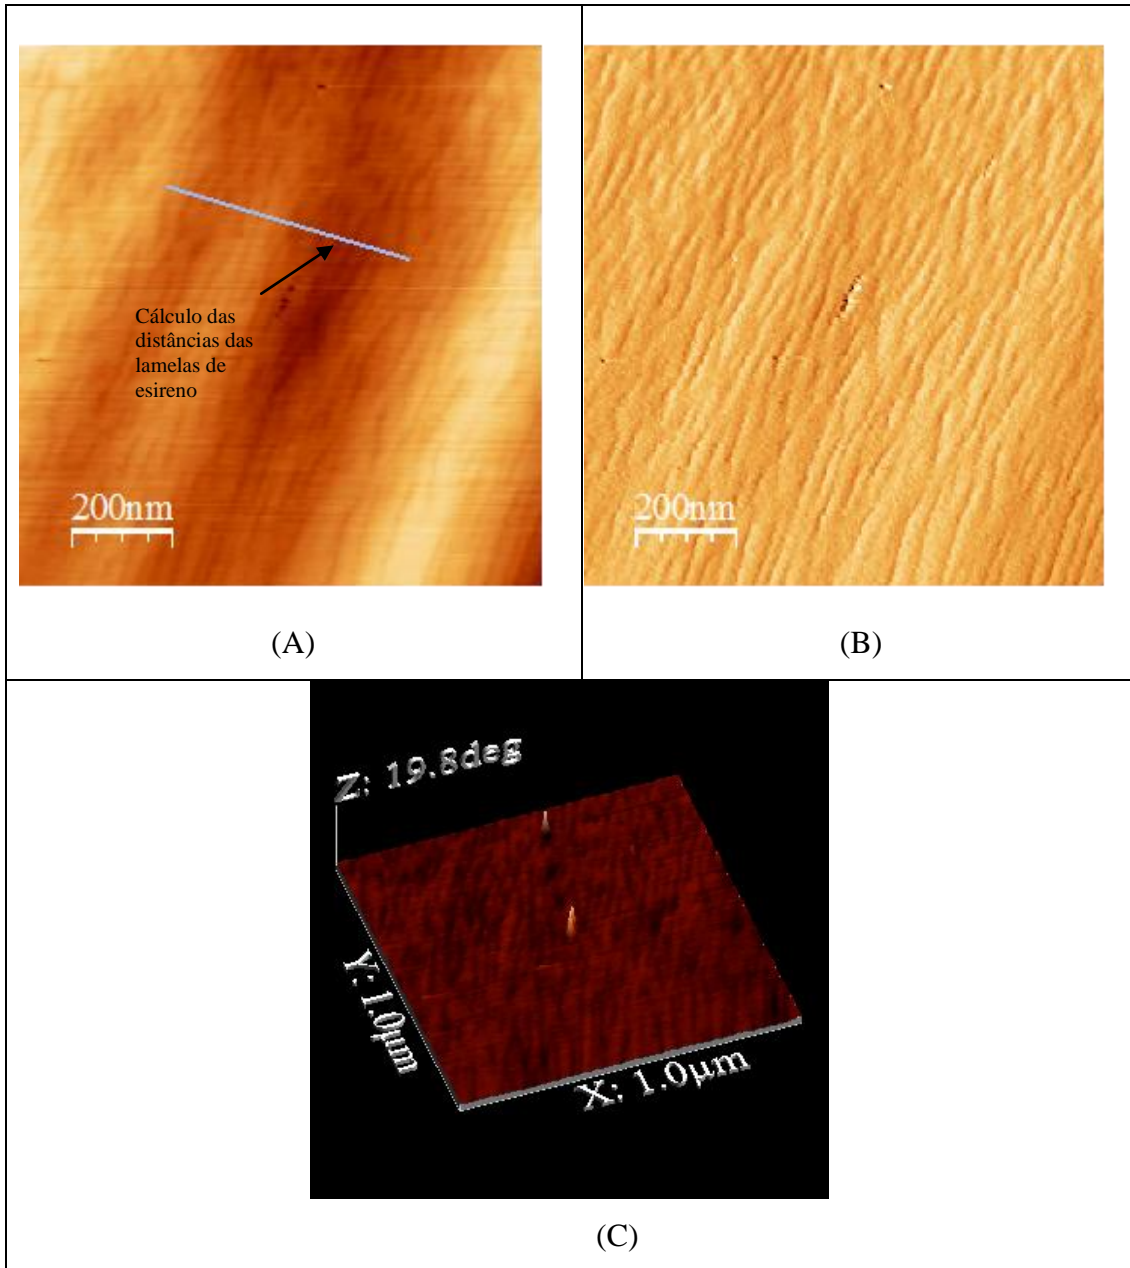 Cálculo das
distâncias das
lamelas de
esireno
200nm
200nm
(A)
(B)
Z: 19.8deg
Y: 1.0µm
X: 1.0µm
(C)